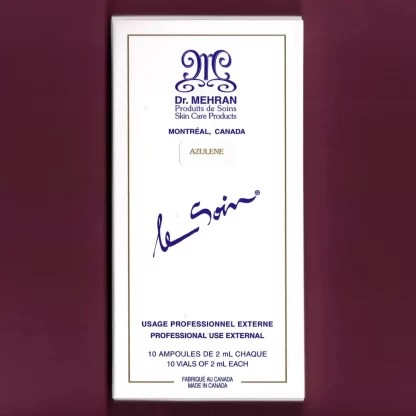 M
Dr. MEHRAN
Produits de Soins
Skin Care Products
MONTRÉAL, CANADA
AZULENE
le Soin®
USAGE PROFESSIONNEL EXTERNE
PROFESSIONAL USE EXTERNAL
10 AMPOULES DE 2 mL CHAQUE
10 VIALS OF 2 mL EACH
FABRIQUÉ AU CANADA
MADE IN CANADA